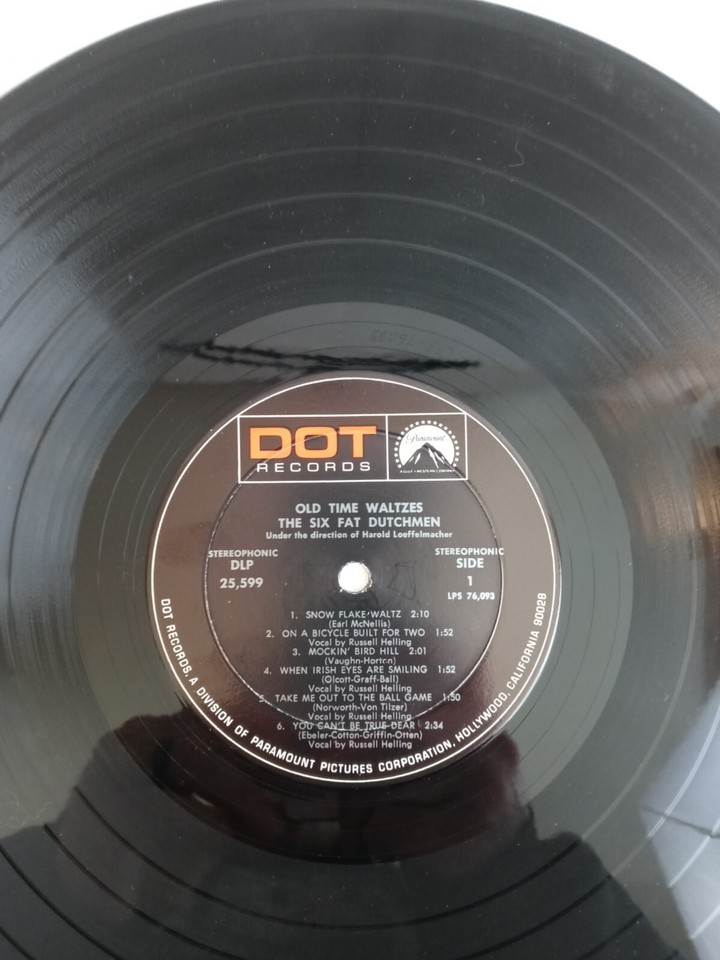 DOT
RECORDS
Paramount
A GULF + WESTERN COMPANY
OLD TIME WALTZES
THE SIX FAT DUTCHMEN
Under the direction of Harold Loeffelmacher
STEREOPHONIC
DLP
25,599
STEREOPHONIC
SIDE
1
LPS 76,093
1. SNOW FLAKE WALTZ 2:10
(Earl McNellis)
2. ON A BICYCLE BUILT FOR TWO 1:52
Vocal by Russell Helling
3. MOCKIN' BIRD HILL 2:01
(Vaughn-Horton)
4. WHEN IRISH EYES ARE SMILING 1:52
(Olcott-Graff-Ball)
Vocal by Russell Helling
5. TAKE ME OUT TO THE BALL GAME 1:50
(Norworth-Von Tilzer)
Vocal by Russell Helling
6. YOU CAN'T BE TRUE DEAR 2:34
(Ebeler-Cotton-Griffin-Otten)
Vocal by Russell Helling
DOT RECORDS, A DIVISION OF PARAMOUNT PICTURES CORPORATION, HOLLYWOOD, CALIFORNIA 90028